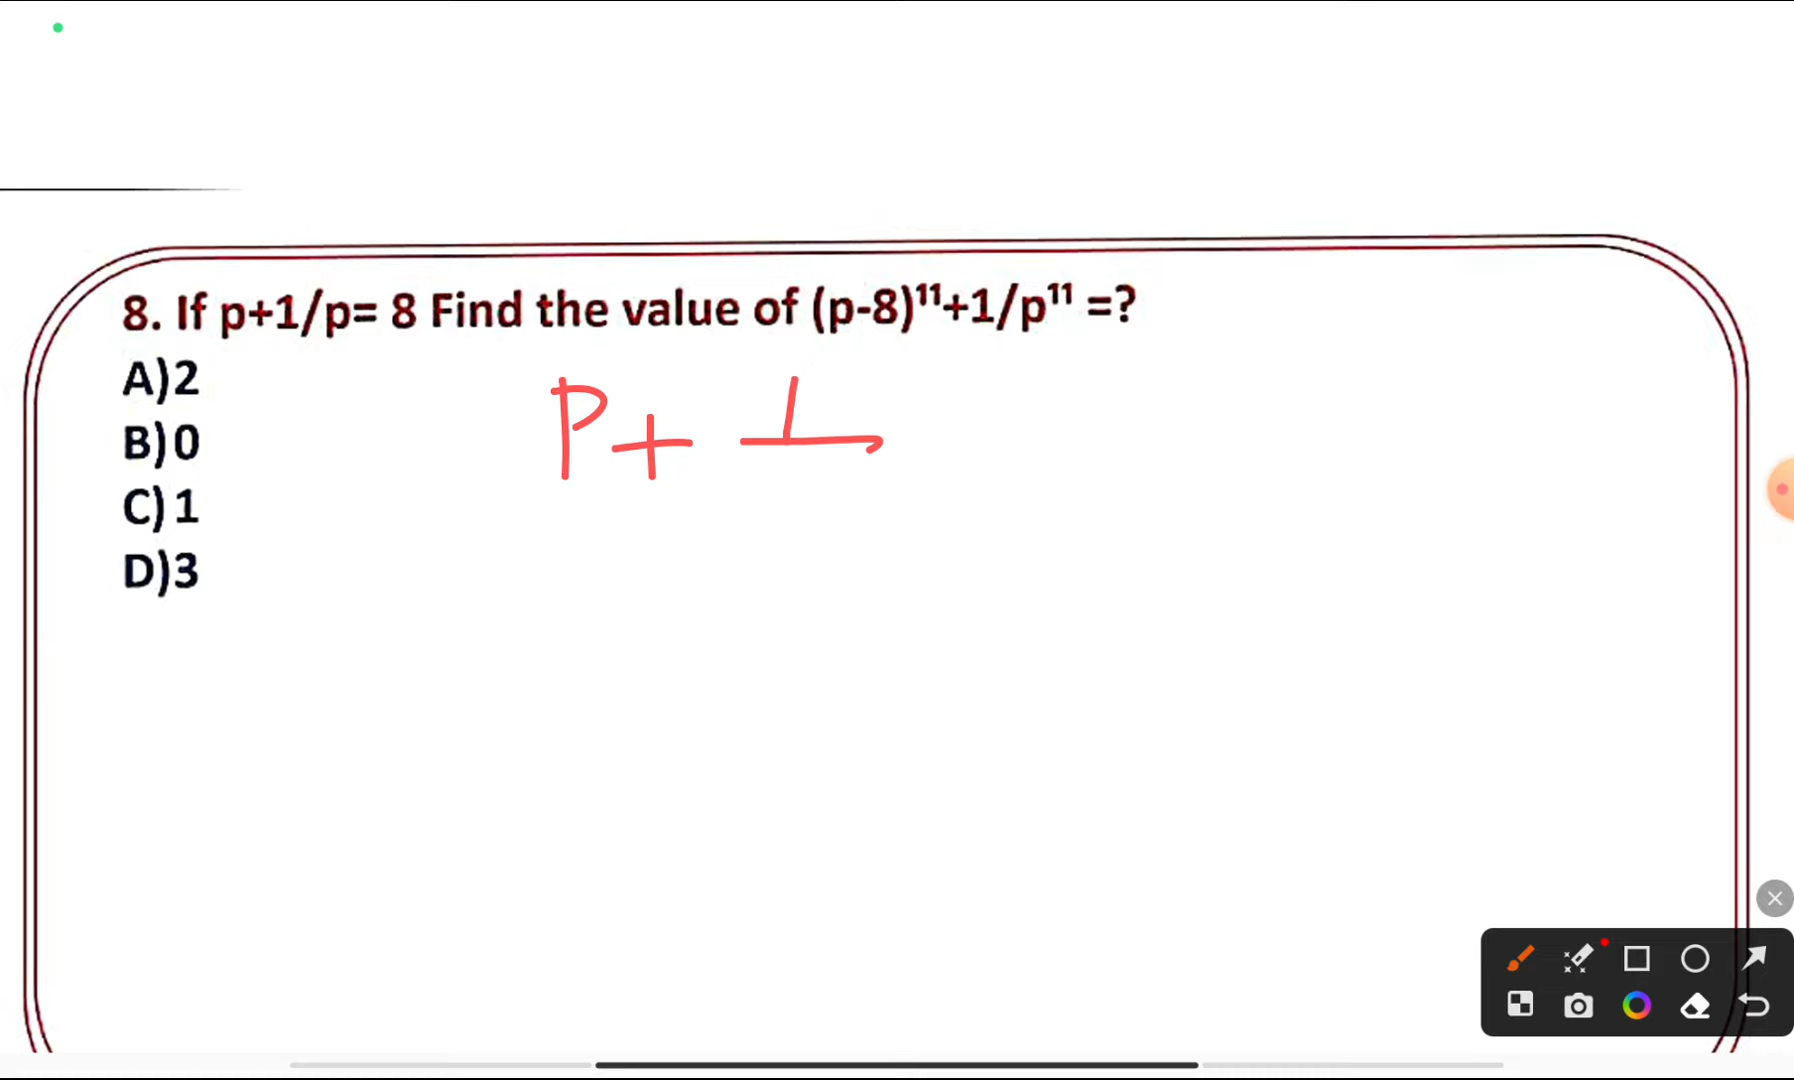 8. If p+1/p= 8 Find the value of (p-8)¹¹+1/p¹¹ =?
A)2
B)0
C)1
D)3
P+ 1